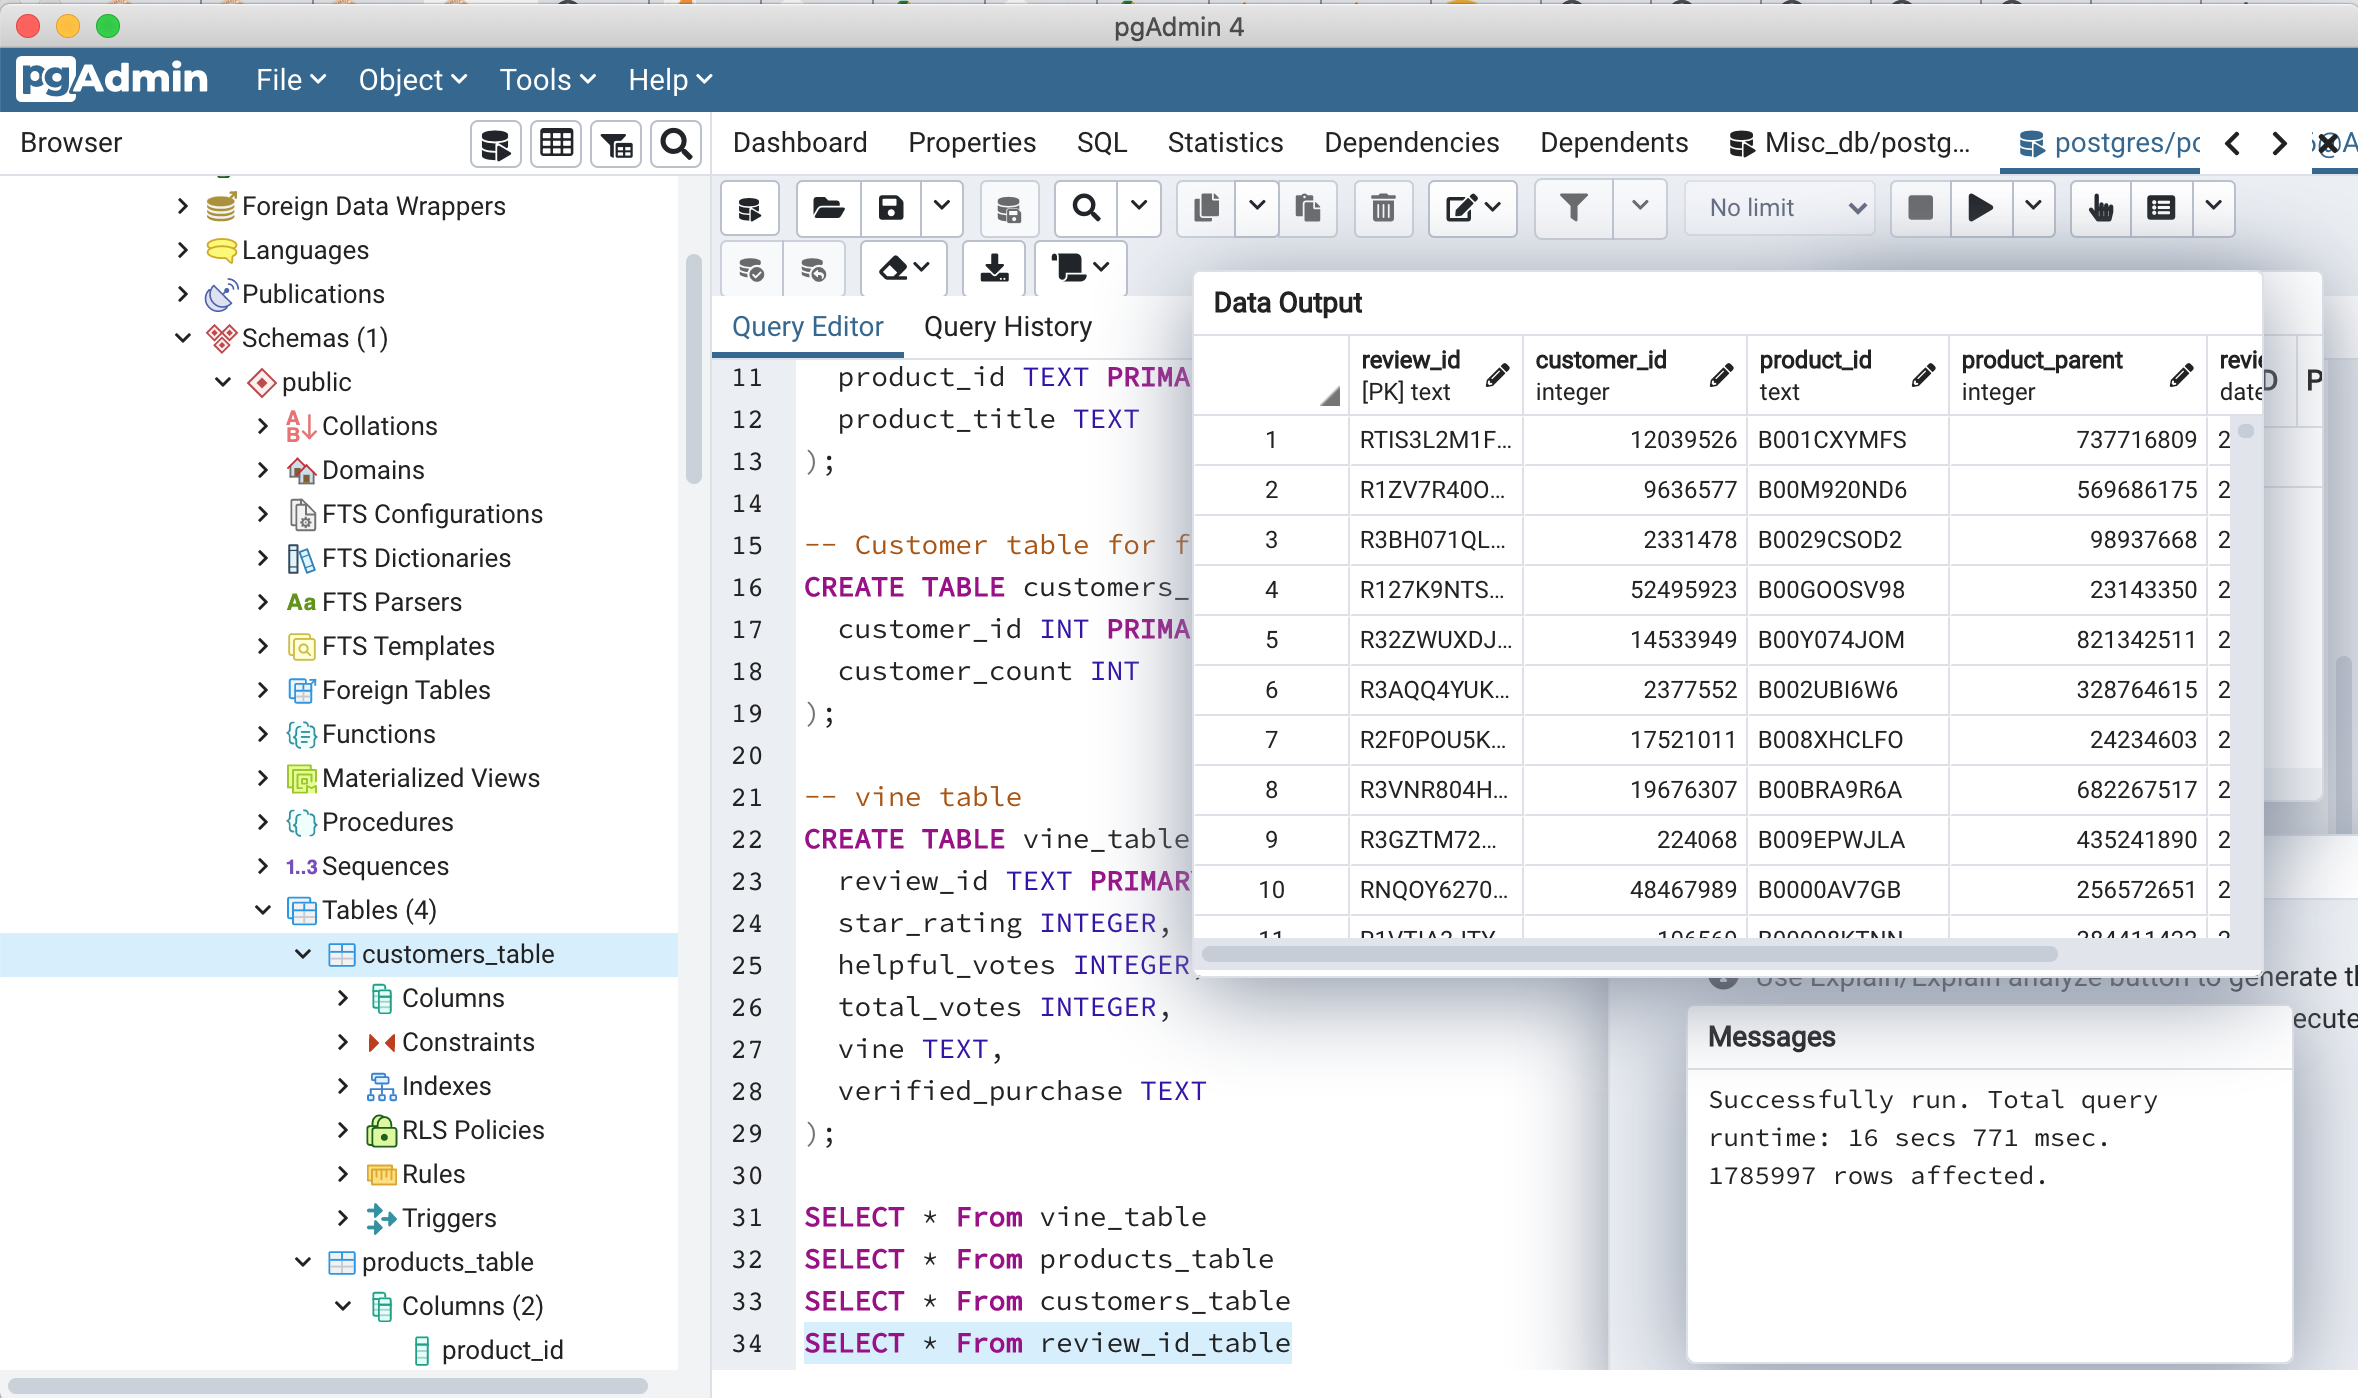 pgAdmin 4
pgAdmin File Object Tools Help
Browser
Dashboard Properties SQL Statistics Dependencies Dependents Misc_db/postg... postgres/po
No limit
Foreign Data Wrappers
Languages
Publications
Schemas (1)
public
Collations
Domains
FTS Configurations
FTS Dictionaries
Aa FTS Parsers
FTS Templates
Foreign Tables
Functions
Materialized Views
Procedures
1..3 Sequences
Tables (4)
customers_table
Columns
Constraints
Indexes
RLS Policies
Rules
Triggers
products_table
Columns (2)
product_id
Query Editor Query History
11 product_id TEXT PRIMA
12 product_title TEXT
13 );
14
15 -- Customer table for f
16 CREATE TABLE customers_
17 customer_id INT PRIMA
18 customer_count INT
19 );
20
21 -- vine table
22 CREATE TABLE vine_table
23 review_id TEXT PRIMAR
24 star_rating INTEGER,
25 helpful_votes INTEGER,
26 total_votes INTEGER,
27 vine TEXT,
28 verified_purchase TEXT
29 );
30
31 SELECT * From vine_table
32 SELECT * From products_table
33 SELECT * From customers_table
34 SELECT * From review_id_table
Data Output
review_id customer_id product_id product_parent revie
[PK] text integer text integer date
1 RTIS3L2M1F... 12039526 B001CXYMFS 737716809 2
2 R1ZV7R40O... 9636577 B00M920ND6 569686175 2
3 R3BH071QL... 2331478 B0029CSOD2 98937668 2
4 R127K9NTS... 52495923 B00GOOSV98 23143350 2
5 R32ZWUXDJ... 14533949 B00Y074JOM 821342511 2
6 R3AQQ4YUK... 2377552 B002UBI6W6 328764615 2
7 R2F0POU5K... 17521011 B008XHCLFO 24234603 2
8 R3VNR804H... 19676307 B00BRA9R6A 682267517 2
9 R3GZTM72... 224068 B009EPWJLA 435241890 2
10 RNQOY6270... 48467989 B0000AV7GB 256572651 2
Use Explain/Explain analyze button to generate th
ecute
Messages
Successfully run. Total query
runtime: 16 secs 771 msec.
1785997 rows affected.